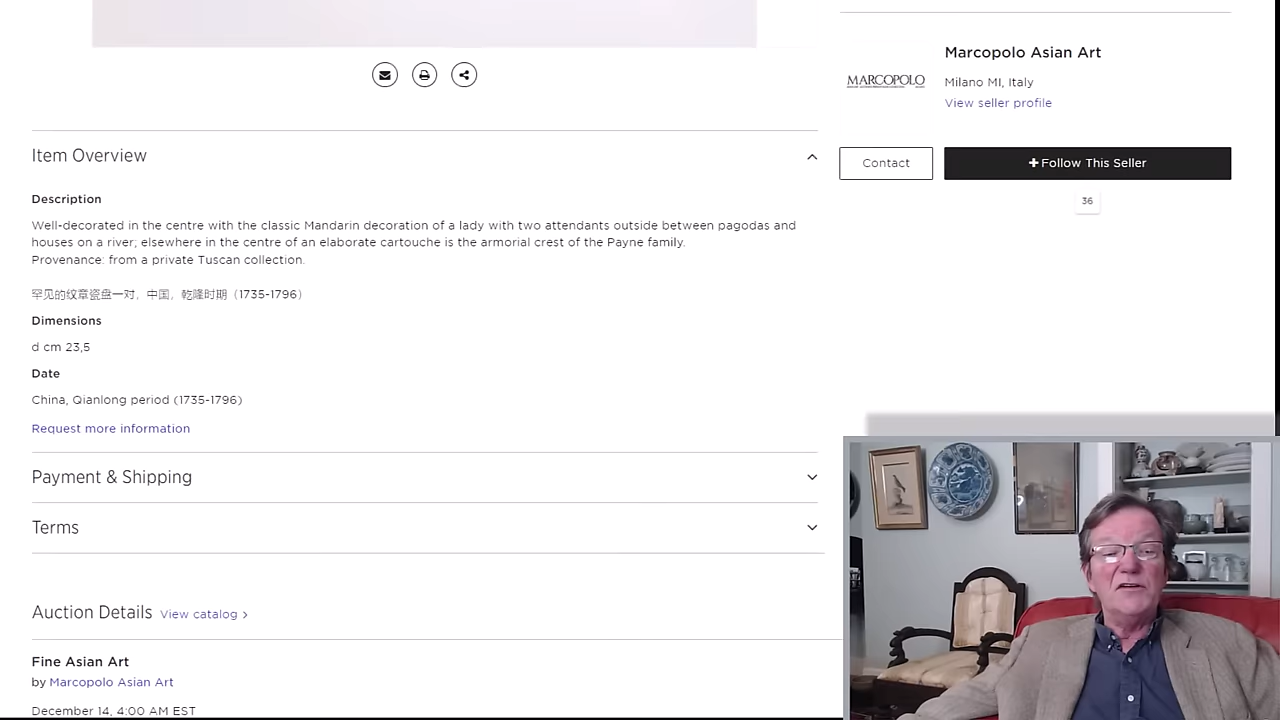 Marcopolo Asian Art
MARCOPOLO
Milano MI, Italy
View seller profile
Contact
+ Follow This Seller
36
Item Overview
Description
Well-decorated in the centre with the classic Mandarin decoration of a lady with two attendants outside between pagodas and
houses on a river; elsewhere in the centre of an elaborate cartouche is the armorial crest of the Payne family.
Provenance: from a private Tuscan collection.
罕见的纹章瓷盘一对，中国，乾隆时期（1735-1796）
Dimensions
d cm 23,5
Date
China, Qianlong period (1735-1796)
Request more information
Payment & Shipping
Terms
Auction Details View catalog >
Fine Asian Art
by Marcopolo Asian Art
December 14, 4:00 AM EST